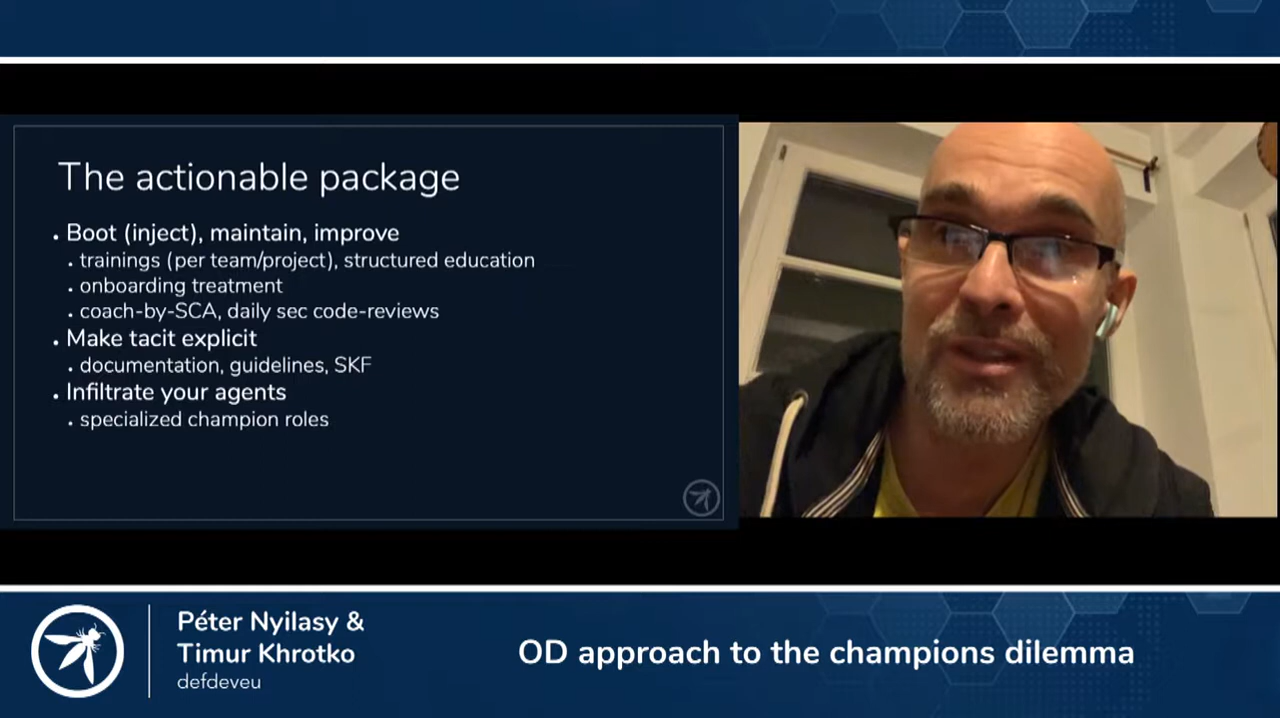 The actionable package
• Boot (inject), maintain, improve
• trainings (per team/project), structured education
• onboarding treatment
• coach-by-SCA, daily sec code-reviews
• Make tacit explicit
• documentation, guidelines, SKF
• Infiltrate your agents
• specialized champion roles
Péter Nyilasy &
Timur Khrotko
defdeveu
OD approach to the champions dilemma